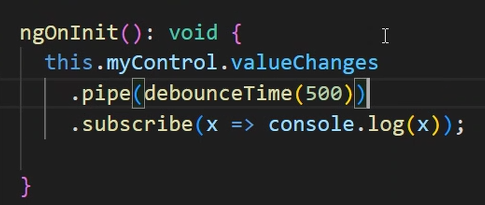 ngOnInit(): void {
this.myControl.valueChanges
.pipe(debounceTime(500))
.subscribe(x => console.log(x));
}